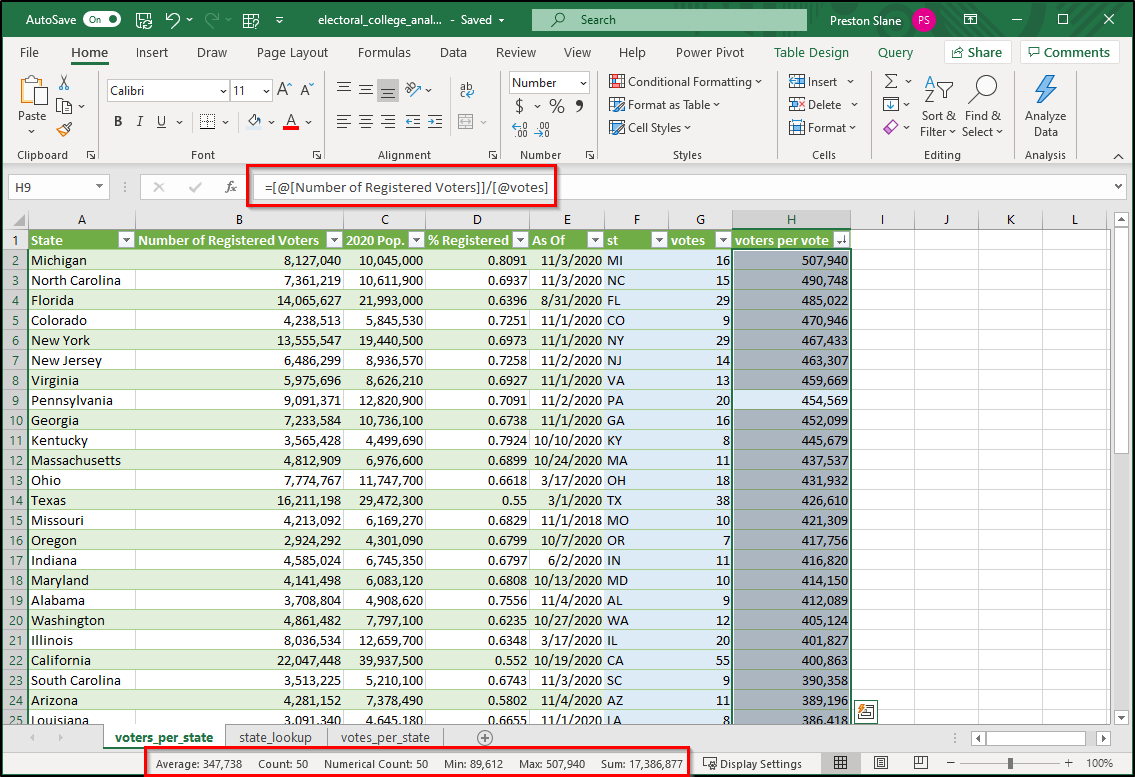 AutoSave On electoral_college_anal... - Saved Search Preston Slane PS
File Home Insert Draw Page Layout Formulas Data Review View Help Power Pivot Table Design Query Share Comments
Paste Calibri 11 A A ab Number Conditional Formatting Insert Σ A Z Sort & Filter Find & Select Analyze Data
B I U A $ % 9 Format as Table Delete
Cell Styles Format
Clipboard Font Alignment Number Styles Cells Editing Analysis
H9 fx =[@[Number of Registered Voters]]/[@votes]
A B C D E F G H I J K L
1 State Number of Registered Voters 2020 Pop. % Registered As Of st votes voters per vote
2 Michigan 8,127,040 10,045,000 0.8091 11/3/2020 MI 16 507,940
3 North Carolina 7,361,219 10,611,900 0.6937 11/3/2020 NC 15 490,748
4 Florida 14,065,627 21,993,000 0.6396 8/31/2020 FL 29 485,022
5 Colorado 4,238,513 5,845,530 0.7251 11/1/2020 CO 9 470,946
6 New York 13,555,547 19,440,500 0.6973 11/1/2020 NY 29 467,433
7 New Jersey 6,486,299 8,936,570 0.7258 11/2/2020 NJ 14 463,307
8 Virginia 5,975,696 8,626,210 0.6927 11/1/2020 VA 13 459,669
9 Pennsylvania 9,091,371 12,820,900 0.7091 11/2/2020 PA 20 454,569
10 Georgia 7,233,584 10,736,100 0.6738 11/1/2020 GA 16 452,099
11 Kentucky 3,565,428 4,499,690 0.7924 10/10/2020 KY 8 445,679
12 Massachusetts 4,812,909 6,976,600 0.6899 10/24/2020 MA 11 437,537
13 Ohio 7,774,767 11,747,700 0.6618 3/17/2020 OH 18 431,932
14 Texas 16,211,198 29,472,300 0.55 3/1/2020 TX 38 426,610
15 Missouri 4,213,092 6,169,270 0.6829 11/1/2018 MO 10 421,309
16 Oregon 2,924,292 4,301,090 0.6799 10/7/2020 OR 7 417,756
17 Indiana 4,585,024 6,745,350 0.6797 6/2/2020 IN 11 416,820
18 Maryland 4,141,498 6,083,120 0.6808 10/13/2020 MD 10 414,150
19 Alabama 3,708,804 4,908,620 0.7556 11/4/2020 AL 9 412,089
20 Washington 4,861,482 7,797,100 0.6235 10/27/2020 WA 12 405,124
21 Illinois 8,036,534 12,659,700 0.6348 3/17/2020 IL 20 401,827
22 California 22,047,448 39,937,500 0.552 10/19/2020 CA 55 400,863
23 South Carolina 3,513,225 5,210,100 0.6743 11/3/2020 SC 9 390,358
24 Arizona 4,281,152 7,378,490 0.5802 11/4/2020 AZ 11 389,196
25 Louisiana 3,091,340 4,645,180 0.6655 11/1/2020 LA 8 386,418
voters_per_state state_lookup votes_per_state
Average: 347,738 Count: 50 Numerical Count: 50 Min: 89,612 Max: 507,940 Sum: 17,386,877 Display Settings 100%